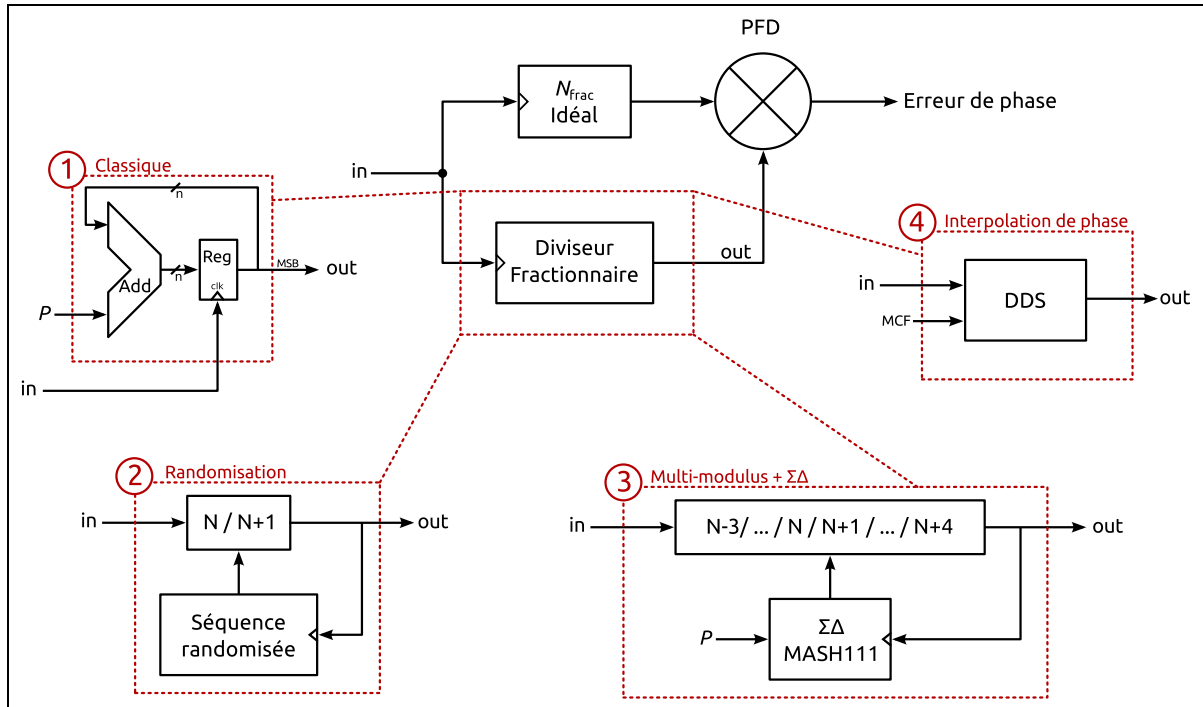 PFD
N_frac
Idéal
Erreur de phase
in
Diviseur
Fractionnaire
out
1 Classique
n
Add
n
Reg
clk
MSB
out
P
in
4 Interpolation de phase
in
MCF
DDS
out
2 Randomisation
in
N / N+1
out
Séquence
randomisée
3 Multi-modulus + ΣΔ
in
N-3/ ... / N / N+1 / ... / N+4
out
P
ΣΔ
MASH111